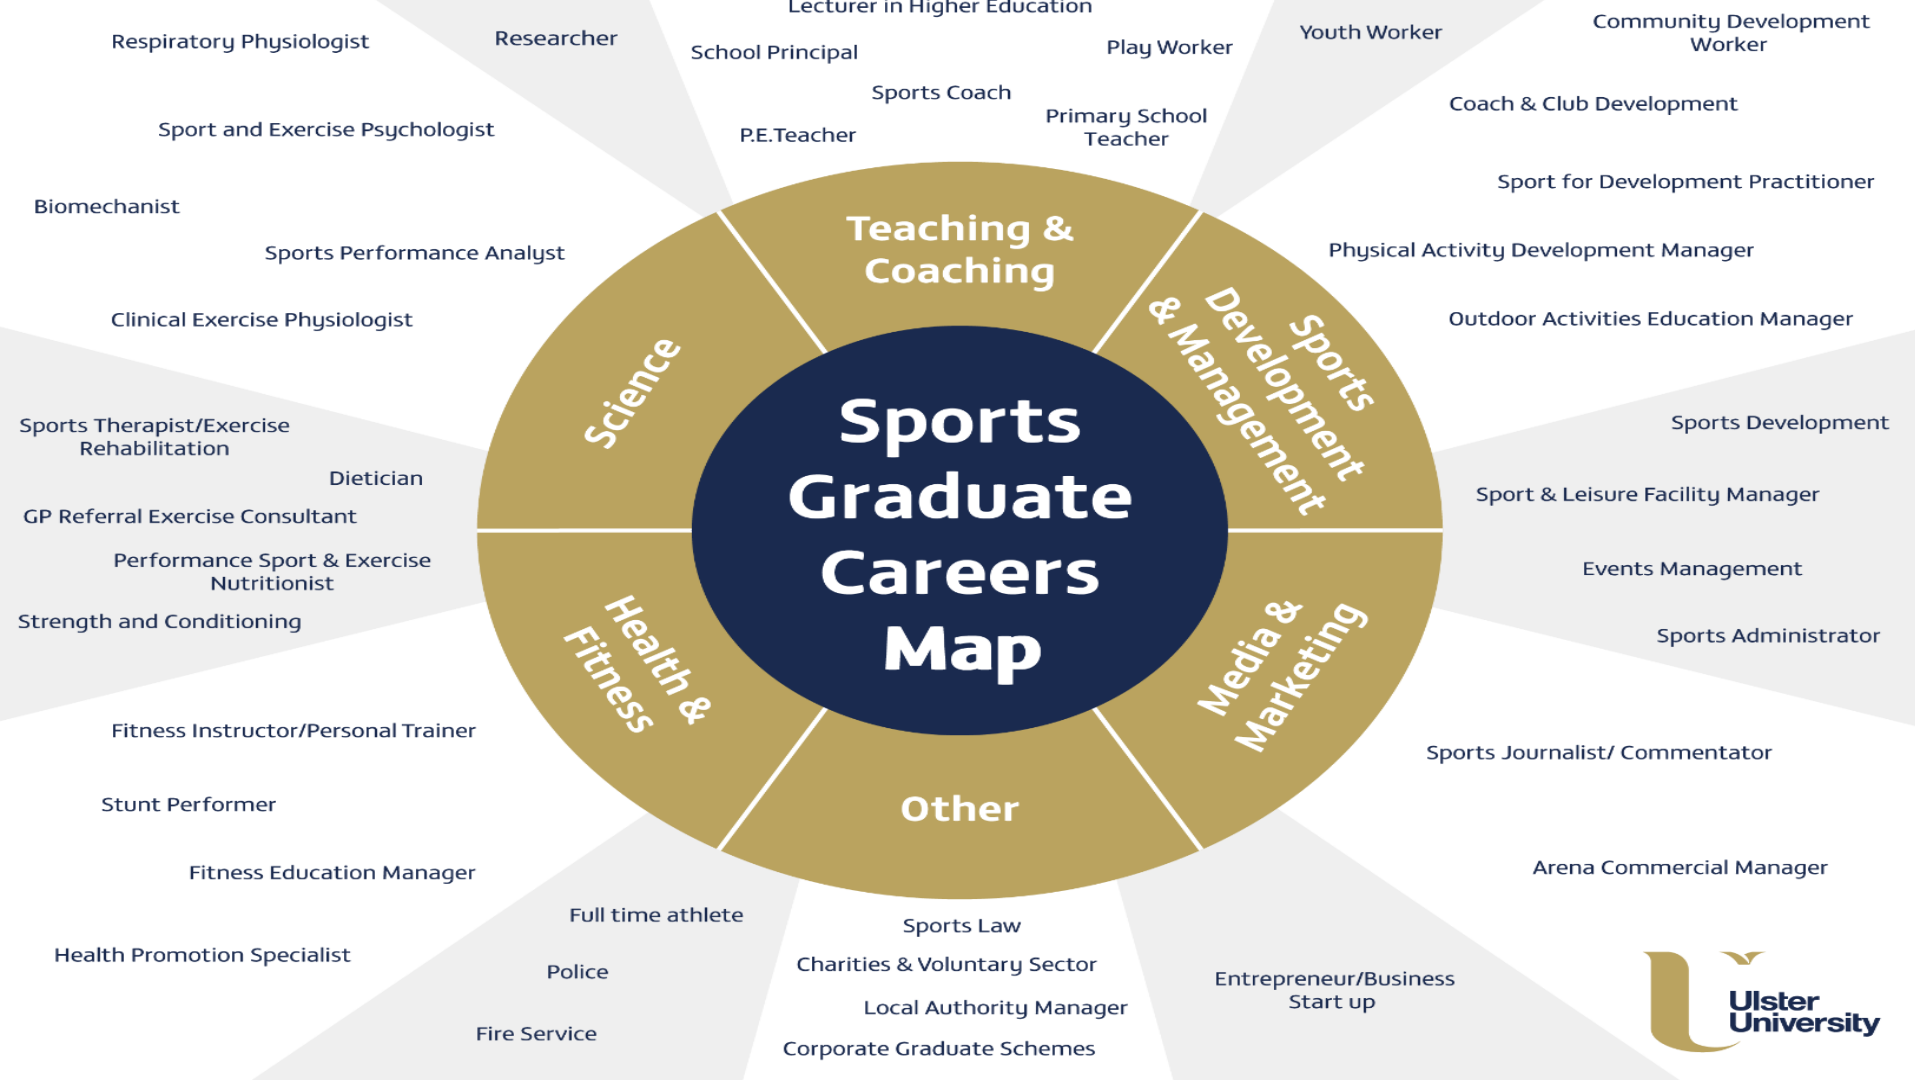 Lecturer in Higher Education
Respiratory Physiologist
Researcher
School Principal
Play Worker
Youth Worker
Community Development
Worker
Sports Coach
Coach & Club Development
P.E.Teacher
Primary School
Teacher
Sport and Exercise Psychologist
Sport for Development Practitioner
Biomechanist
Sports Performance Analyst
Physical Activity Development Manager
Clinical Exercise Physiologist
Outdoor Activities Education Manager
Teaching &
Coaching
Science
Sports
Development
& Management
Sports
Graduate
Careers
Map
Sports Therapist/Exercise
Rehabilitation
Dietician
GP Referral Exercise Consultant
Performance Sport & Exercise
Nutritionist
Strength and Conditioning
Sports Development
Sport & Leisure Facility Manager
Events Management
Sports Administrator
Health &
Fitness
Media &
Marketing
Other
Fitness Instructor/Personal Trainer
Stunt Performer
Fitness Education Manager
Health Promotion Specialist
Sports Journalist/ Commentator
Arena Commercial Manager
Full time athlete
Police
Fire Service
Sports Law
Charities & Voluntary Sector
Local Authority Manager
Corporate Graduate Schemes
Entrepreneur/Business
Start up
Ulster
University